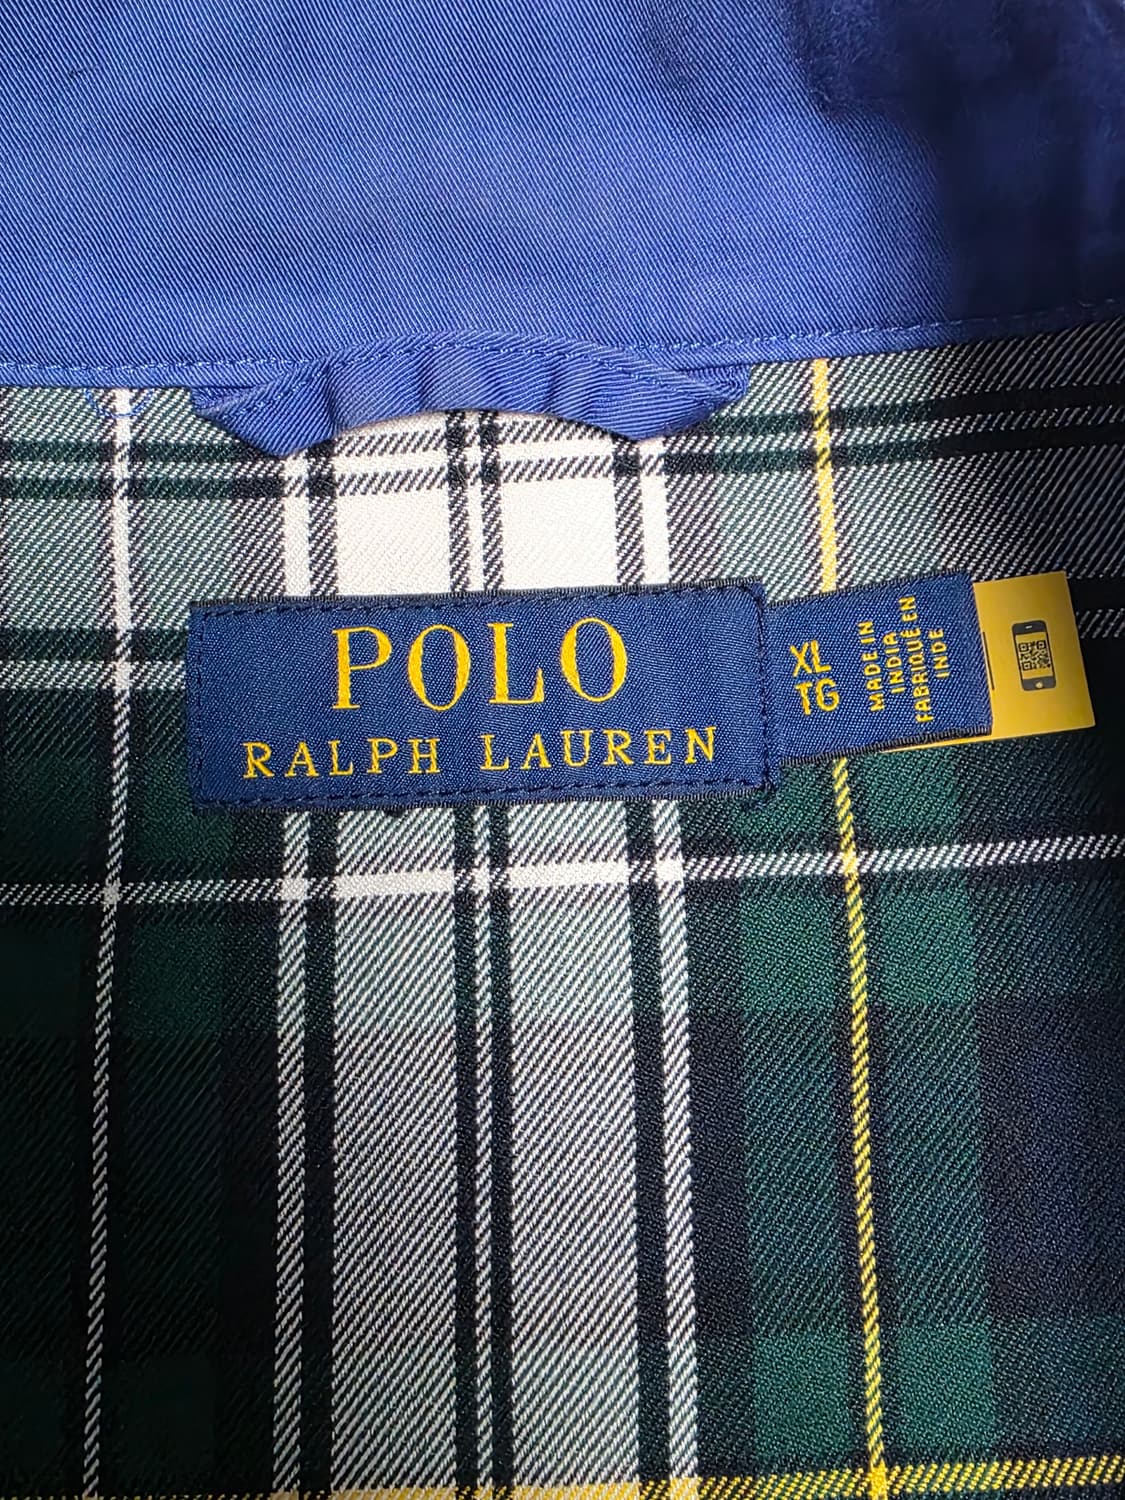 POLO
RALPH LAUREN
XL
TG
MADE IN
INDIA
FABRIQUÉ EN
INDE